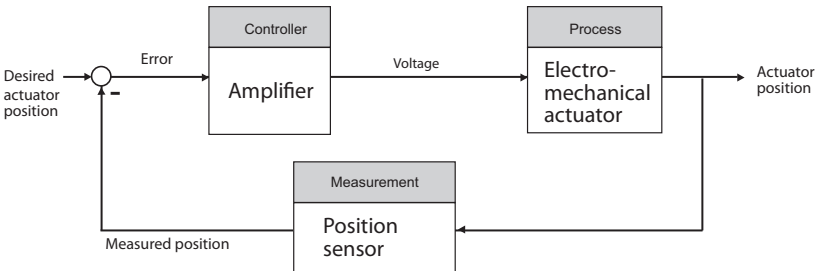 Controller
Process
Desired
actuator
position
Error
Amplifier
Voltage
Electro-
mechanical
actuator
Actuator
position
-
Measurement
Position
sensor
Measured position